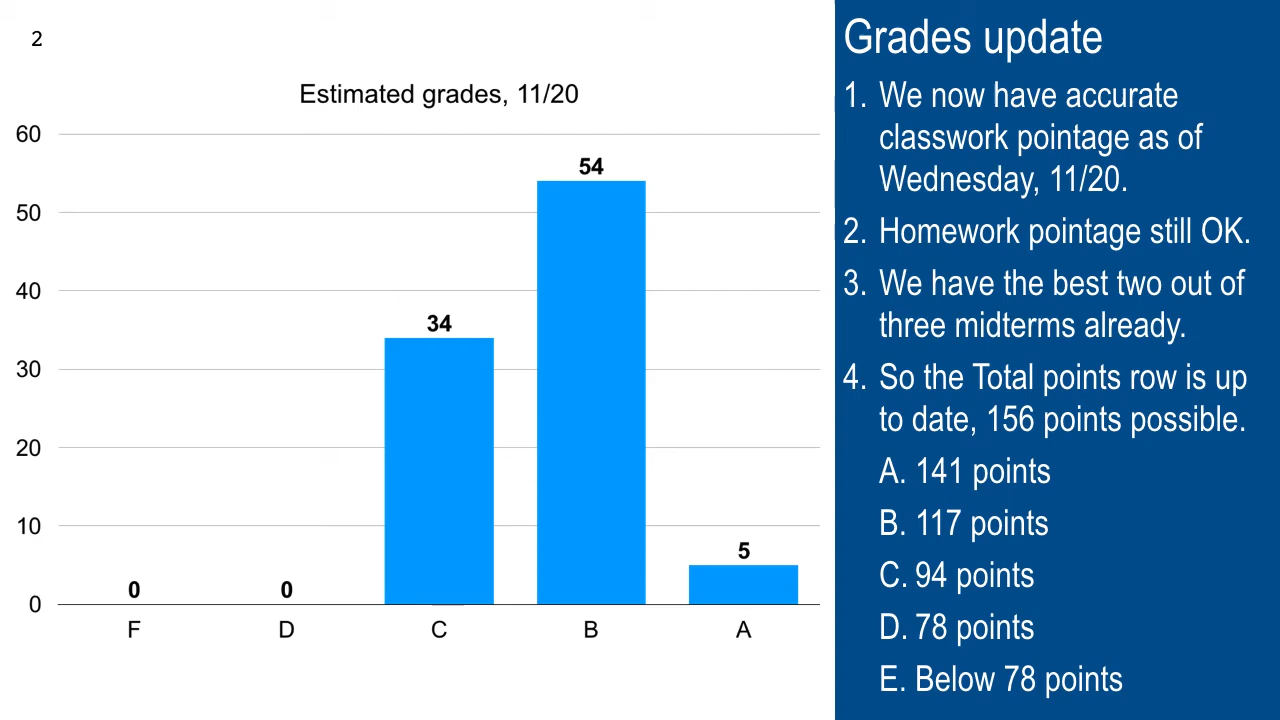 2
Estimated grades, 11/20
60
50
40
30
20
10
0
0
0
34
54
5
F
D
C
B
A
Grades update
1. We now have accurate
classwork pointage as of
Wednesday, 11/20.
2. Homework pointage still OK.
3. We have the best two out of
three midterms already.
4. So the Total points row is up
to date, 156 points possible.
A. 141 points
B. 117 points
C. 94 points
D. 78 points
E. Below 78 points